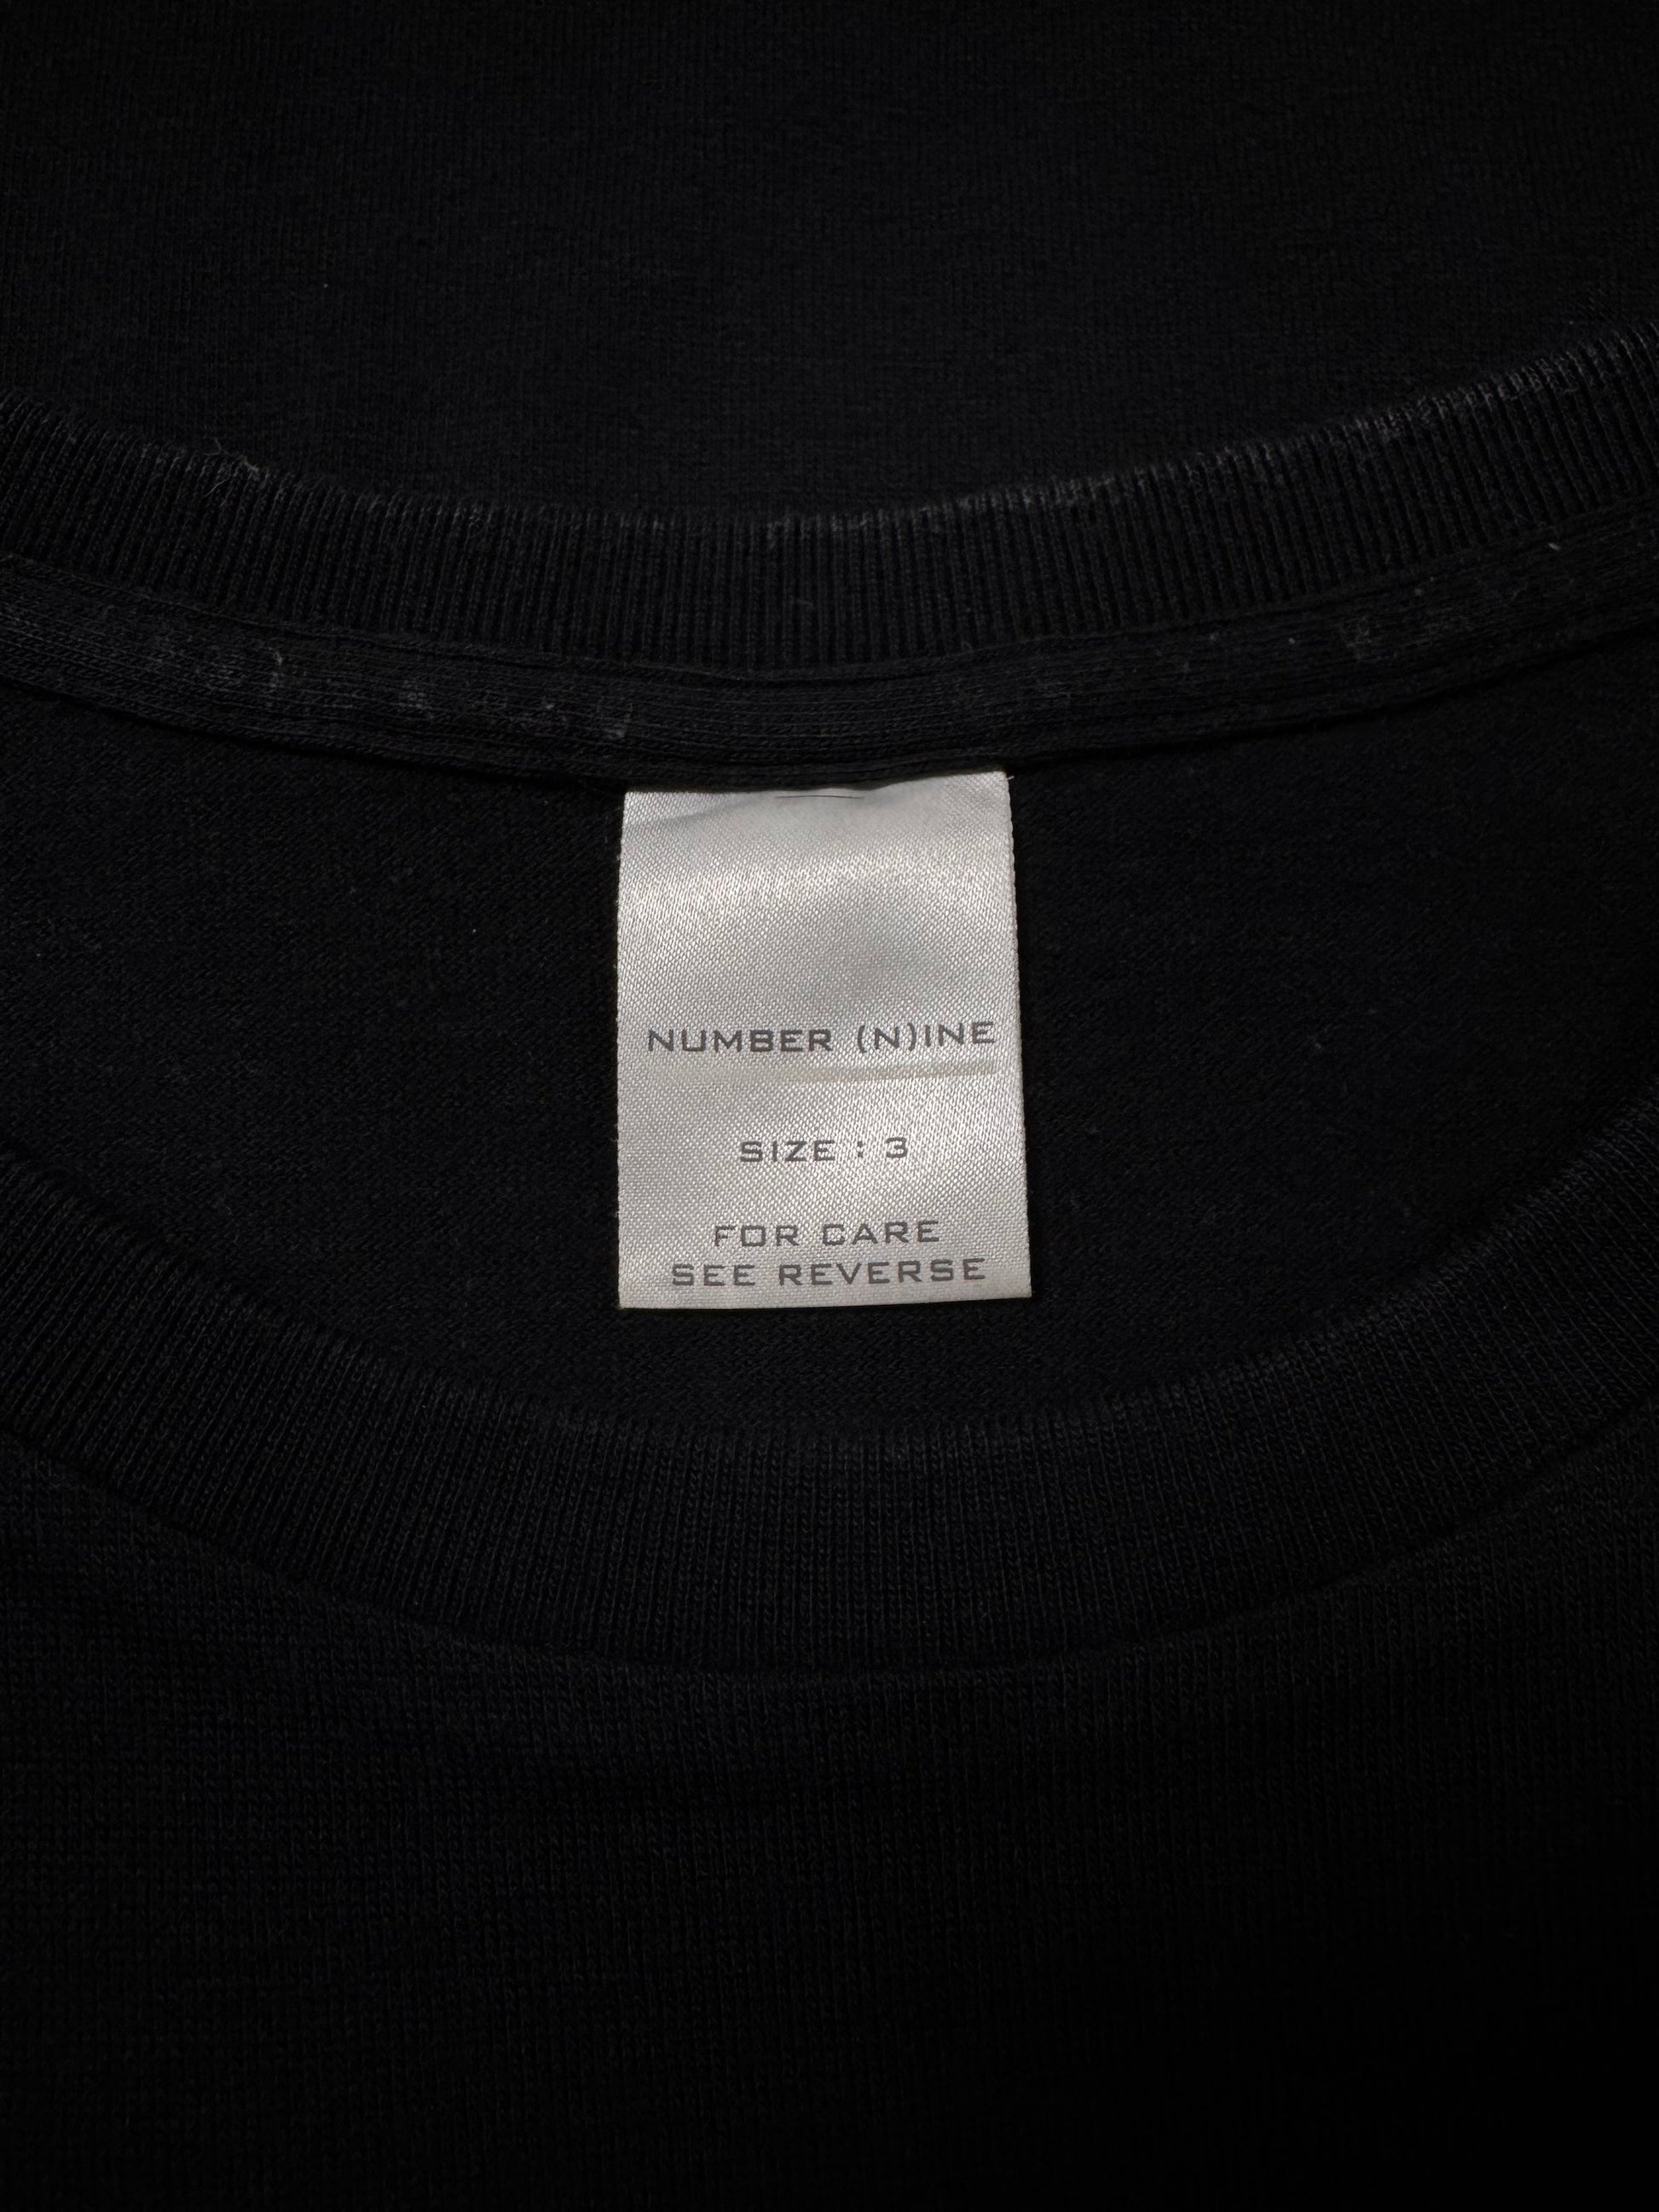 NUMBER (N)INE
SIZE : 3
FOR CARE
SEE REVERSE